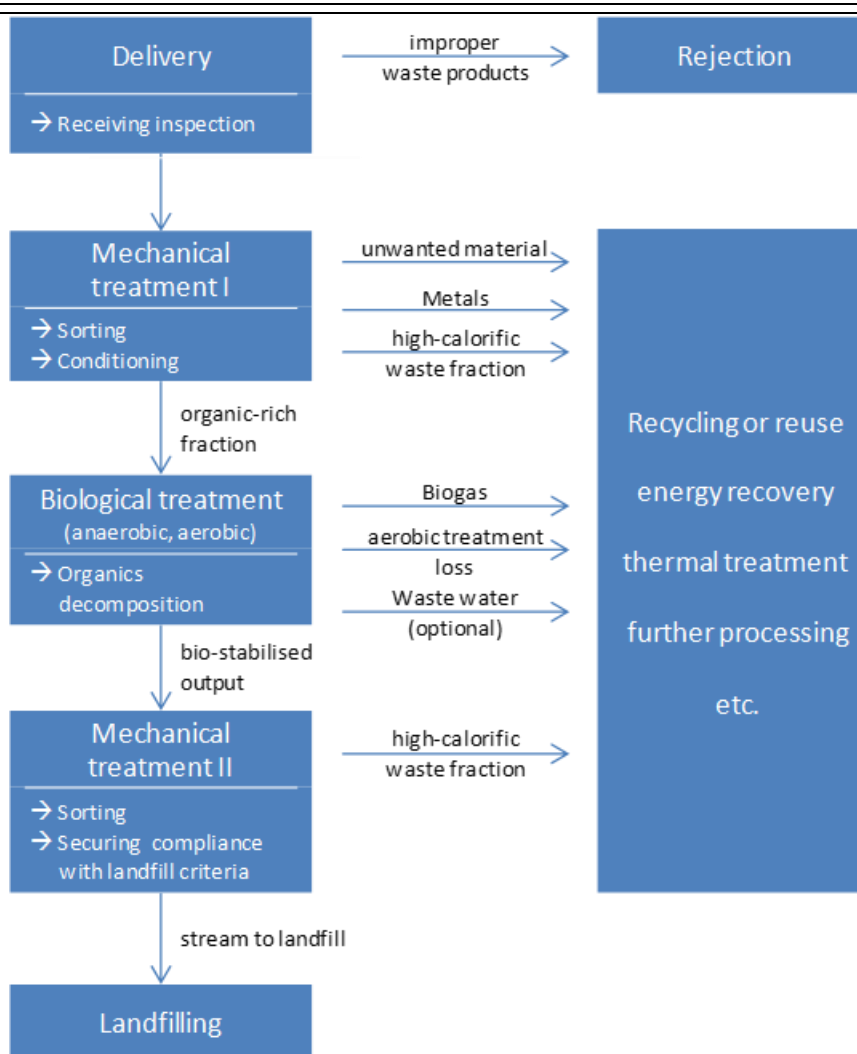 Delivery
→ Receiving inspection
improper
waste products
Rejection
Mechanical
treatment I
→ Sorting
→ Conditioning
unwanted material
Metals
high-calorific
waste fraction
organic-rich
fraction
Biological treatment
(anaerobic, aerobic)
→ Organics
decomposition
Biogas
aerobic treatment
loss
Waste water
(optional)
bio-stabilised
output
Mechanical
treatment II
→ Sorting
→ Securing compliance
with landfill criteria
high-calorific
waste fraction
Recycling or reuse
energy recovery
thermal treatment
further processing
etc.
stream to landfill
Landfilling